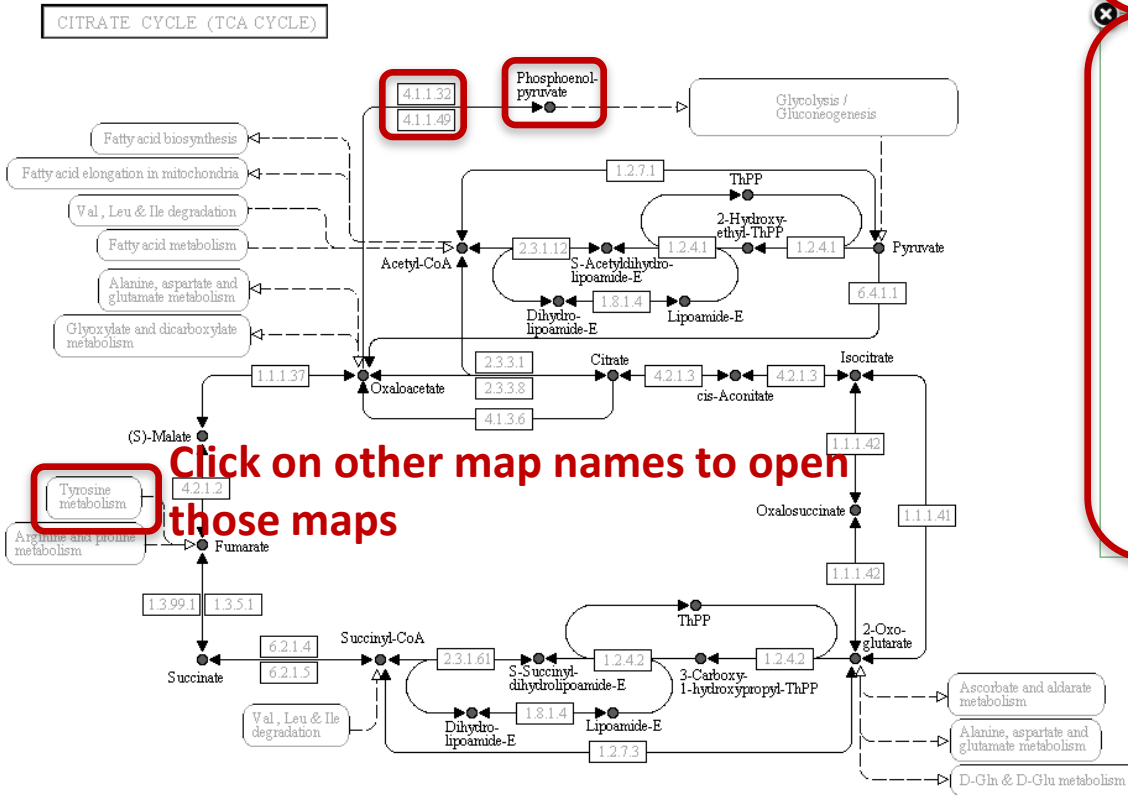 CITRATE CYCLE (TCA CYCLE)
Phosphoenol-
pyruvate
4.1.1.32
4.1.1.49
Glycolysis /
Gluconeogenesis
Fatty acid biosynthesis
Fatty acid elongation in mitochondria
Val, Leu & Ile degradation
Fatty acid metabolism
Alanine, aspartate and
glutamate metabolism
Glyoxylate and dicarboxylate
metabolism
1.2.7.1
ThPP
2-Hydroxy-
ethyl-ThPP
Acetyl-CoA
2.3.1.12
S-Acetyldihydro-
lipoamide-E
1.2.4.1
1.2.4.1
Pyruvate
Dihydro-
lipoamide-E
1.8.1.4
Lipoamide-E
6.4.1.1
1.1.1.37
Oxaloacetate
2.3.3.1
2.3.3.8
4.1.3.6
Citrate
4.2.1.3
cis-Aconitate
4.2.1.3
Isocitrate
(S)-Malate
1.1.1.42
Click on other map names to open
those maps
4.2.1.2
Tyrosine
metabolism
Oxalosuccinate
1.1.1.41
Arginine and proline
metabolism
Fumarate
1.1.1.42
1.3.99.1
1.3.5.1
ThPP
2-Oxo-
glutarate
6.2.1.4
6.2.1.5
Succinate
Succinyl-CoA
2.3.1.61
S-Succinyl-
dihydrolipoamide-E
1.2.4.2
3-Carboxy-
1-hydroxypropyl-ThPP
1.2.4.2
Val, Leu & Ile
degradation
Dihydro-
lipoamide-E
1.8.1.4
Lipoamide-E
1.2.7.3
Ascorbate and aldarate
metabolism
Alanine, aspartate and
glutamate metabolism
D-Gln & D-Glu metabolism